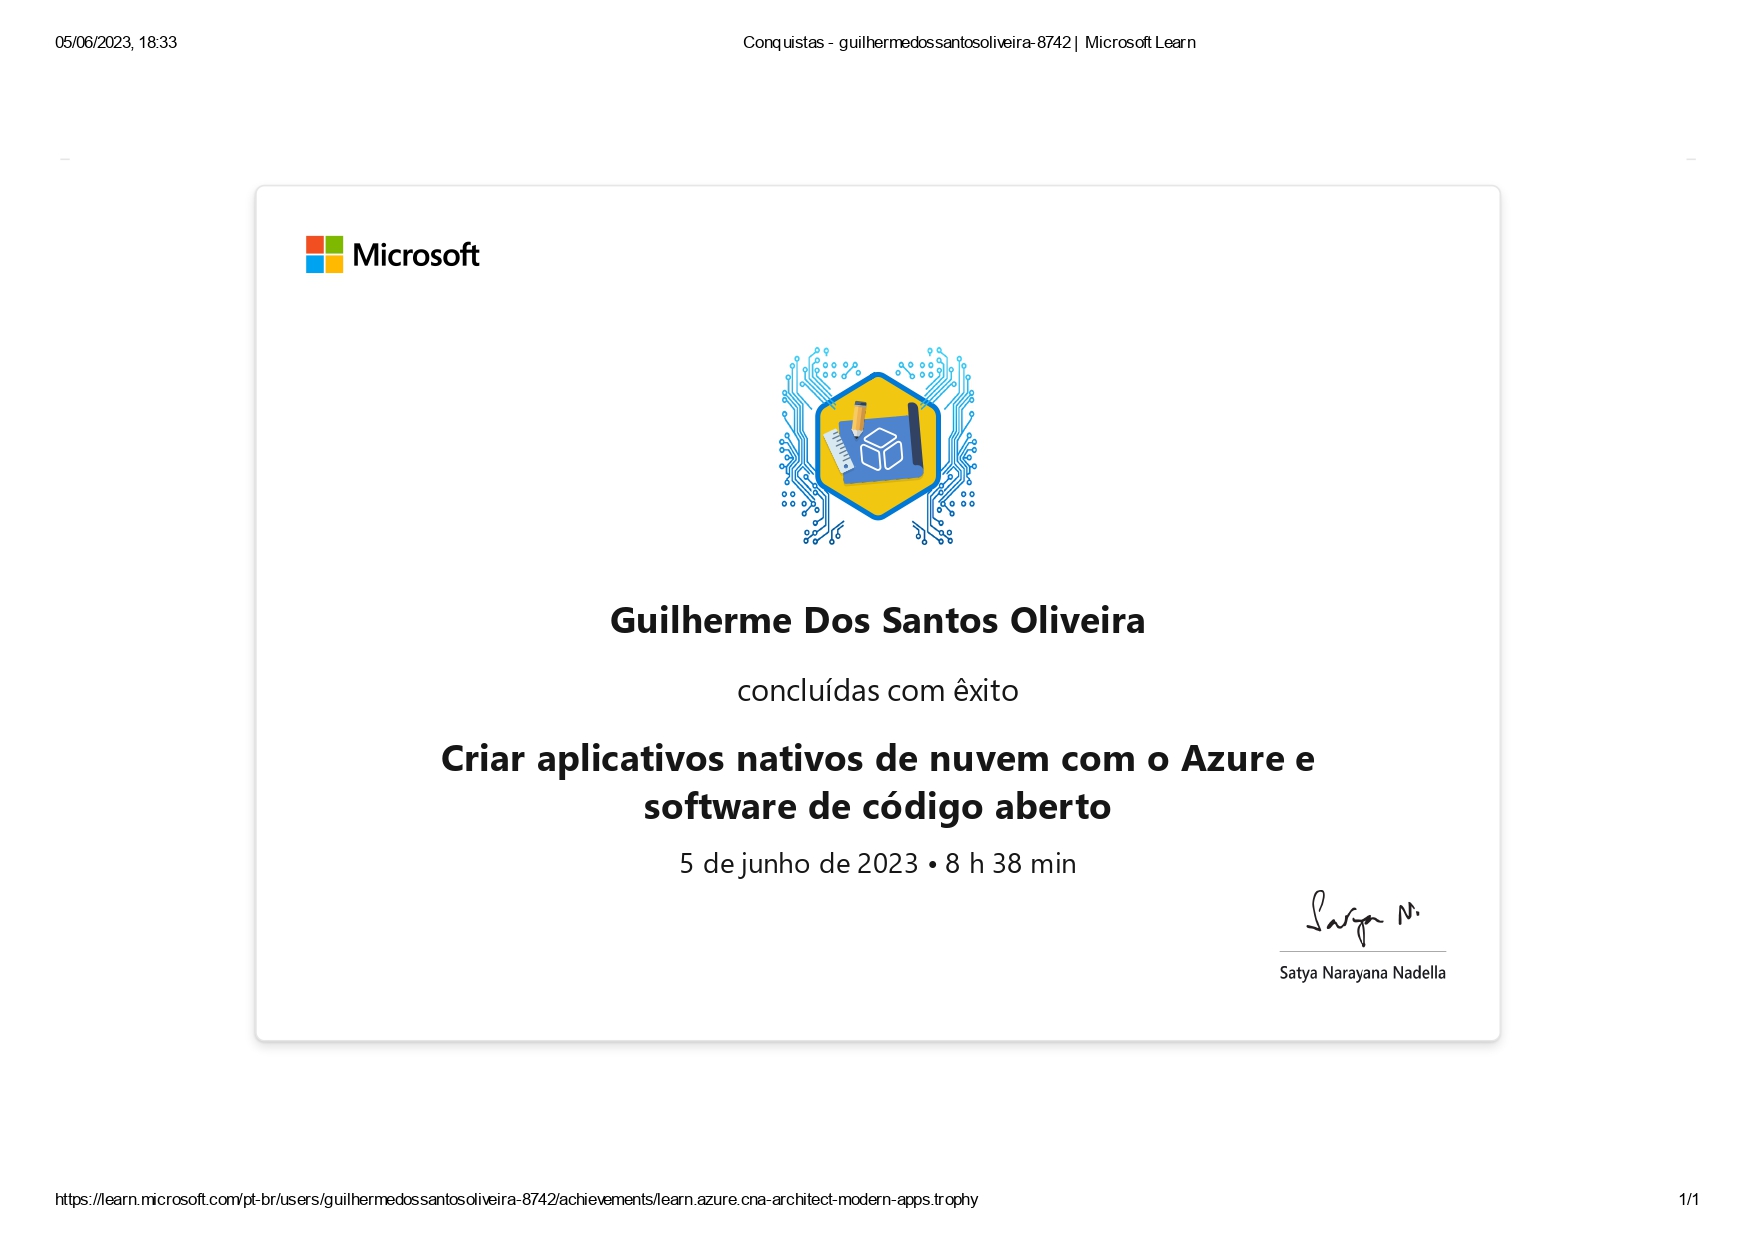 05/06/2023, 18:33
Conquistas - guilhermedossantosoliveira-8742 | Microsoft Learn
Microsoft
Guilherme Dos Santos Oliveira
concluídas com êxito
Criar aplicativos nativos de nuvem com o Azure e
software de código aberto
5 de junho de 2023 • 8 h 38 min
Satya N.
Satya Narayana Nadella
https://learn.microsoft.com/pt-br/users/guilhermedossantosoliveira-8742/achievements/learn.azure.cna-architect-modern-apps.trophy
1/1